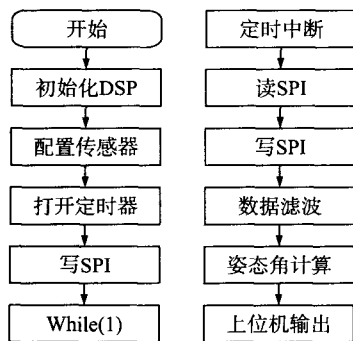 开始
初始化DSP
配置传感器
打开定时器
写SPI
While(1)
定时中断
读SPI
写SPI
数据滤波
姿态角计算
上位机输出